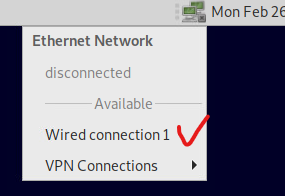 Mon Feb 26
Ethernet Network
disconnected
Available
Wired connection 1
VPN Connections